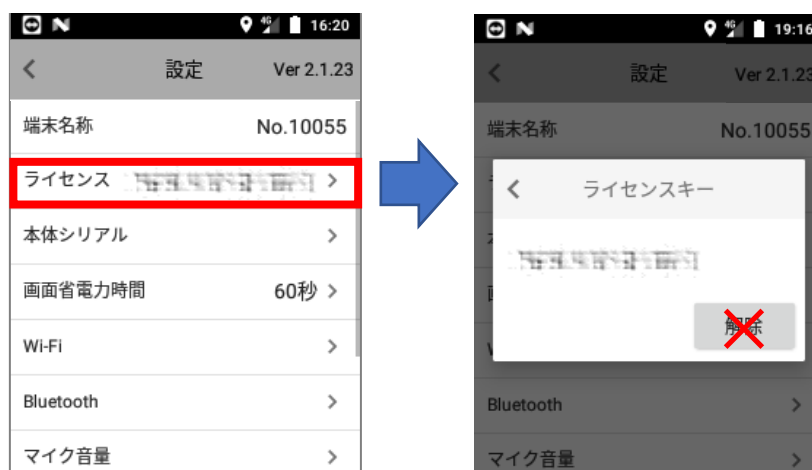 4G 16:20
設定 Ver 2.1.23
端末名称 No.10055
ライセンス
本体シリアル
画面省電力時間 60秒
Wi-Fi
Bluetooth
マイク音量
4G 19:16
設定 Ver 2.1.23
端末名称 No.10055
ライセンスキー
解除
Bluetooth
マイク音量